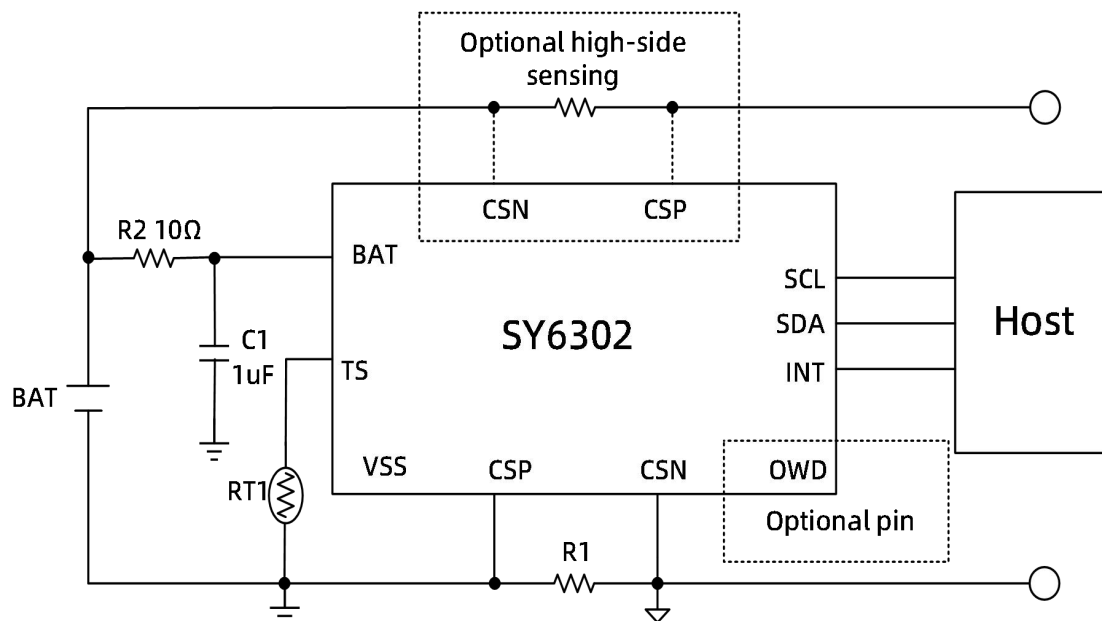 Optional high-side
sensing
CSN
CSP
R2 10Ω
BAT
SCL
C1
1uF
SY6302
SDA
Host
TS
INT
BAT
VSS
CSP
CSN
OWD
RT1
Optional pin
R1